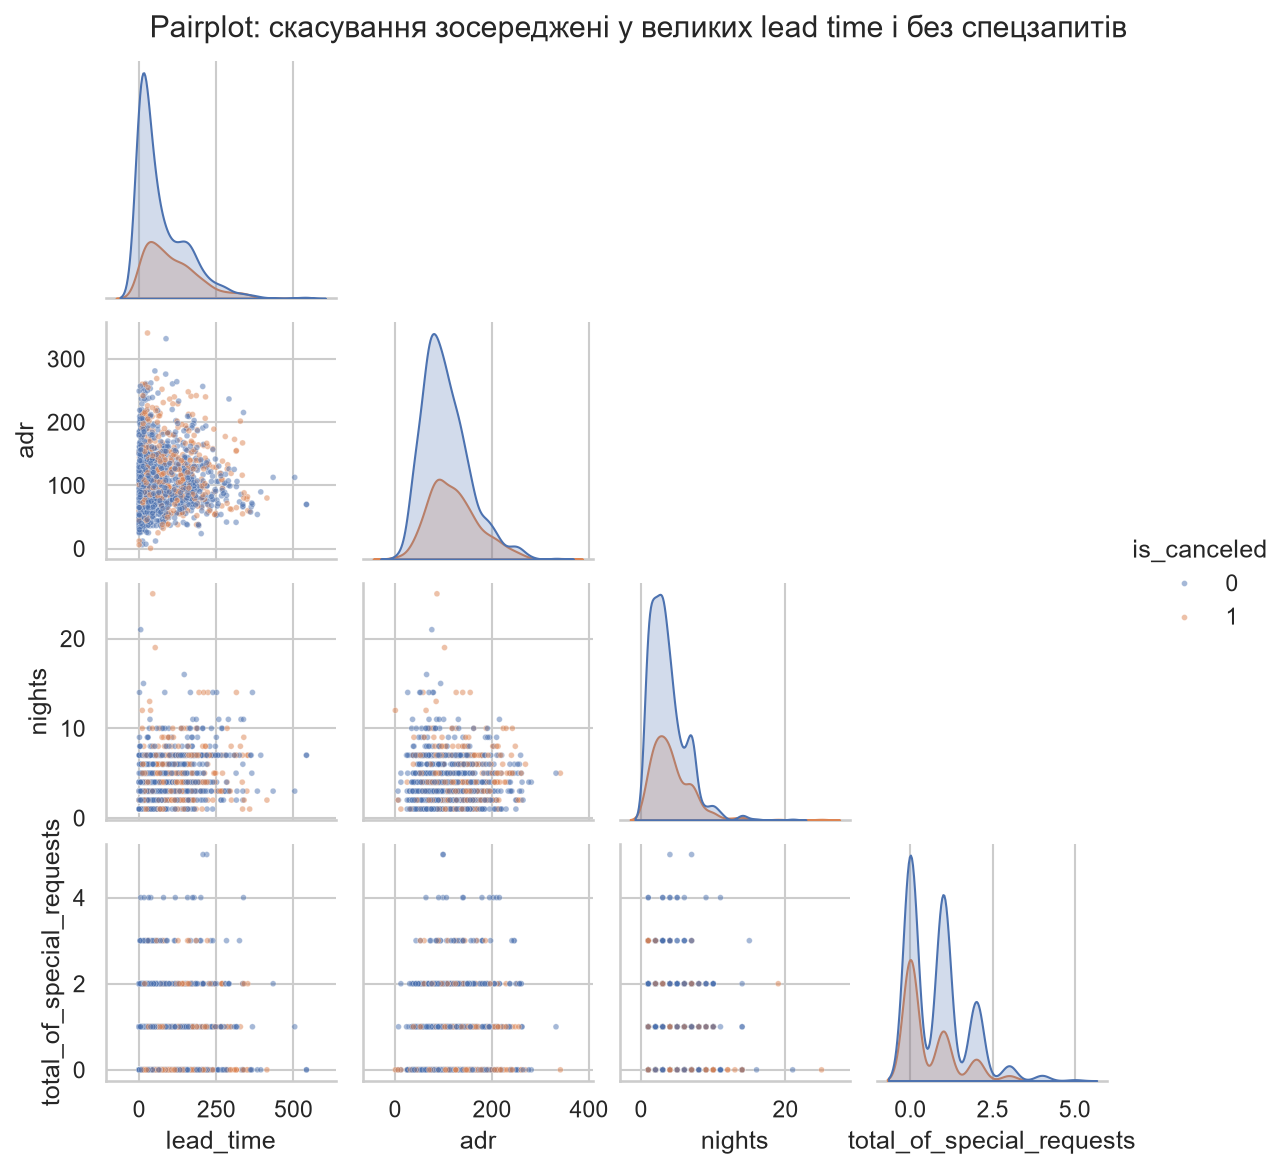 Pairplot: скасування зосереджені у великих lead time і без спецзапитів
300
200
100
0
adr
20
10
0
nights
4
2
0
total_of_special_requests
0 250 500
lead_time
0 200 400
adr
0 20
nights
0.0 2.5 5.0
total_of_special_requests
is_canceled
0
1